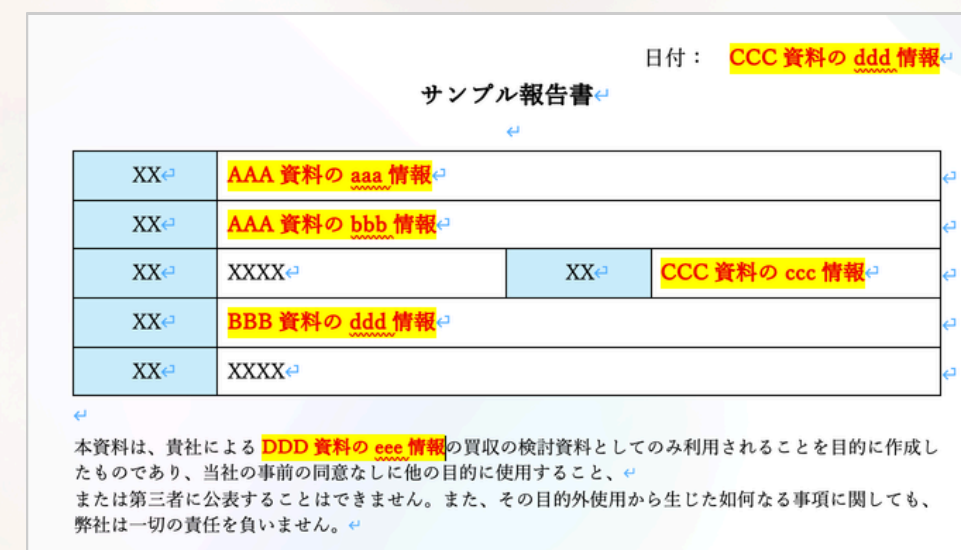 日付： CCC 資料の ddd 情報
サンプル報告書
XX AAA 資料の aaa 情報
XX AAA 資料の bbb 情報
XX XXXX XX CCC 資料の ccc 情報
XX BBB 資料の ddd 情報
XX XXXX
本資料は、貴社による DDD 資料の eee 情報の買収の検討資料としてのみ利用されることを目的に作成し
たものであり、当社の事前の同意なしに他の目的に使用すること、
または第三者に公表することはできません。また、その目的外使用から生じた如何なる事項に関しても、
弊社は一切の責任を負いません。